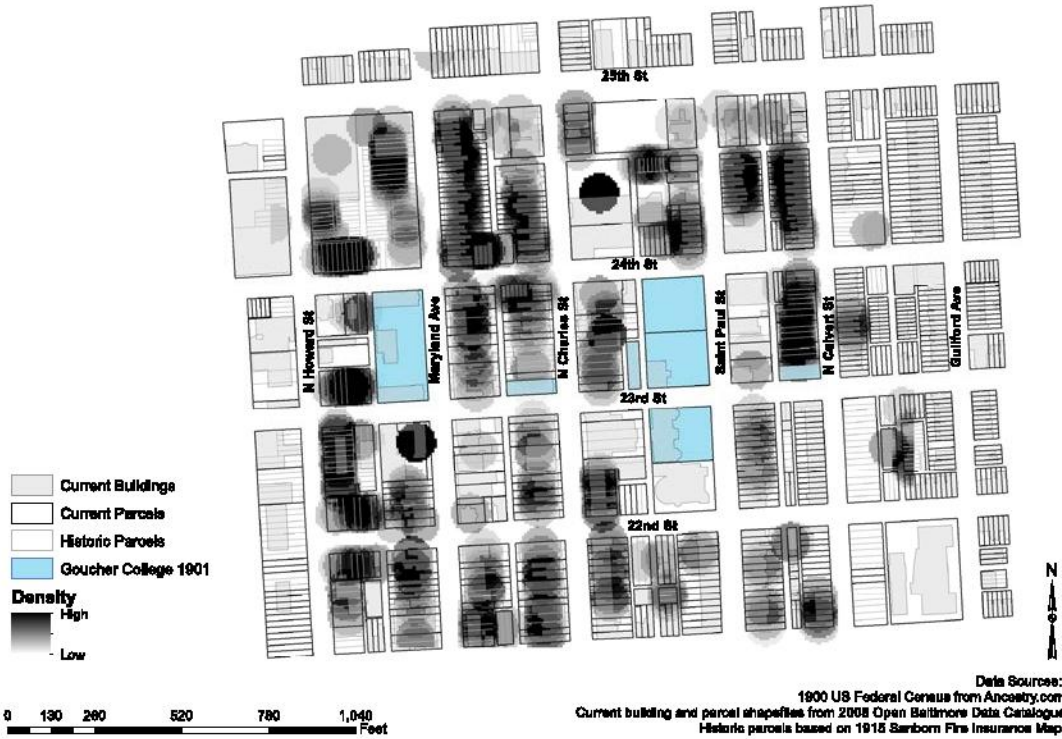 25th St
24th St
N Howard St
Maryland Ave
N Charles St
Saint Paul St
N Calvert St
Guilford Ave
23rd St
22nd St
Current Buildings
Current Parcels
Historic Parcels
Goucher College 1901
Density
High
Low
N
0 130 260 520 780 1,040
Feet
Data Sources:
1900 US Federal Census from Ancestry.com
Current building and parcel shapefiles from 2008 Open Baltimore Data Catalogue
Historic parcels based on 1915 Sanborn Fire Insurance Map